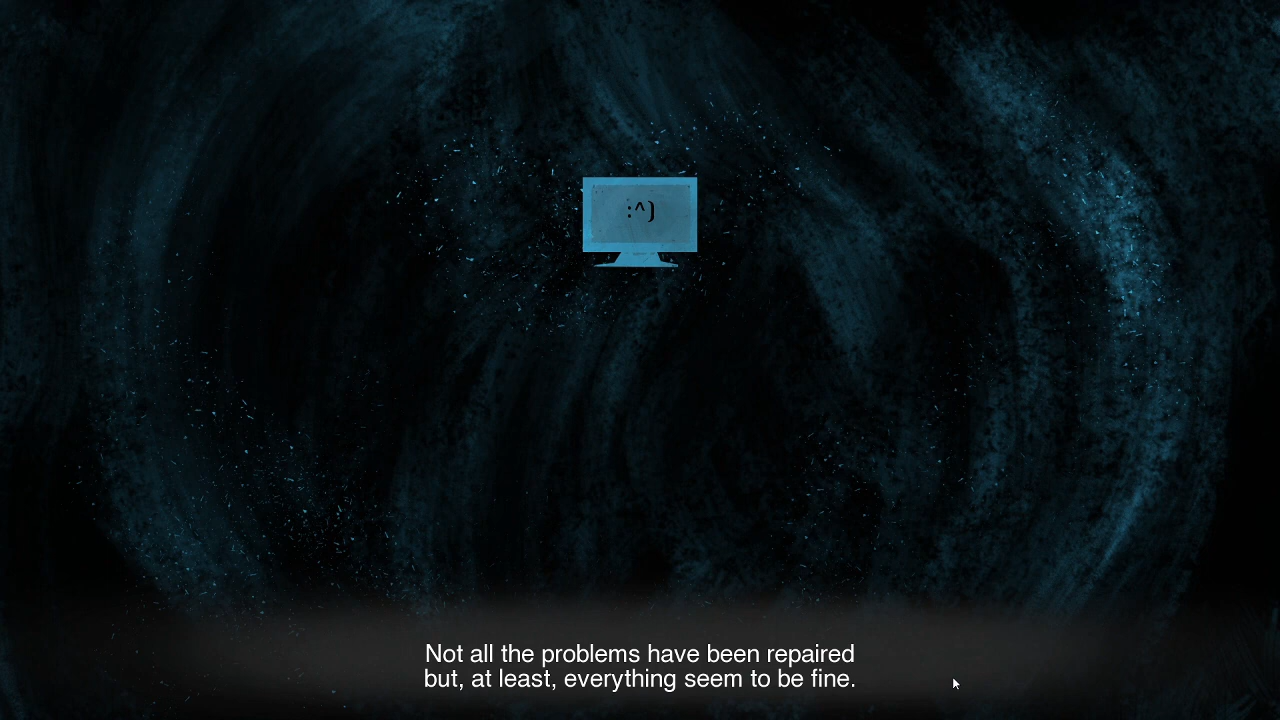 :^)
Not all the problems have been repaired
but, at least, everything seem to be fine.